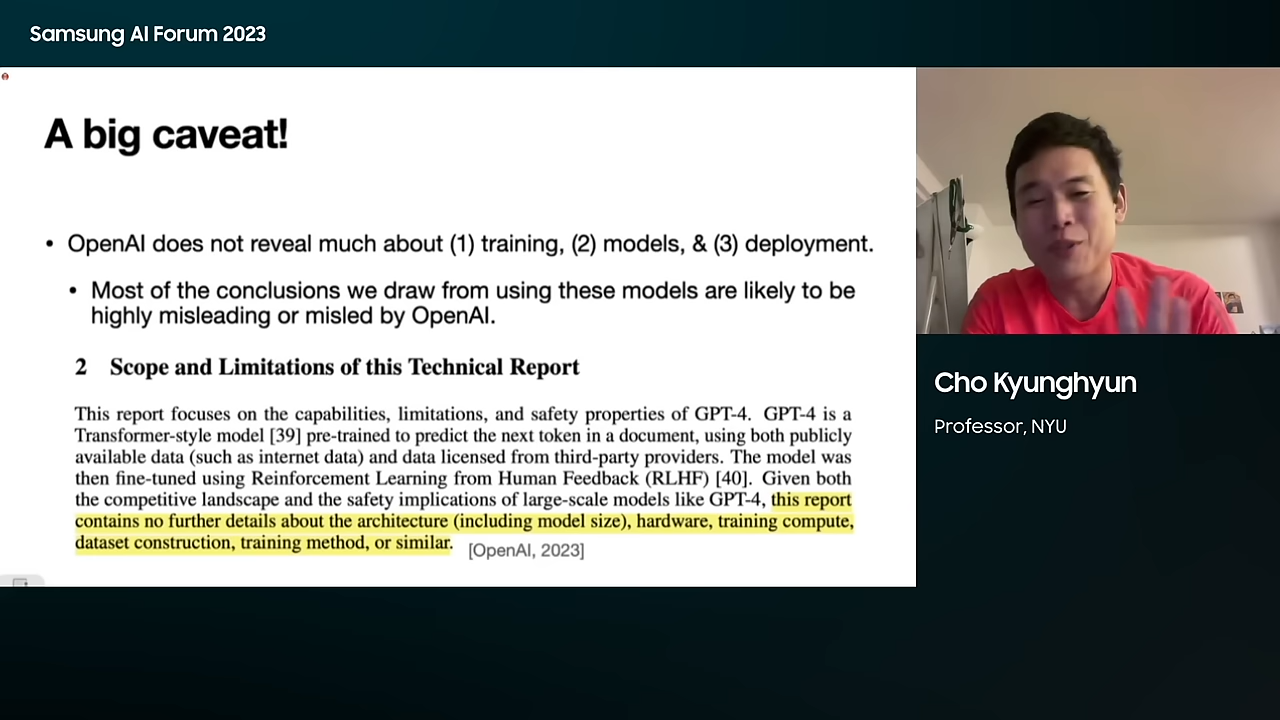 Samsung AI Forum 2023
A big caveat!
• OpenAI does not reveal much about (1) training, (2) models, & (3) deployment.
• Most of the conclusions we draw from using these models are likely to be
highly misleading or misled by OpenAI.
2 Scope and Limitations of this Technical Report
This report focuses on the capabilities, limitations, and safety properties of GPT-4. GPT-4 is a
Transformer-style model [39] pre-trained to predict the next token in a document, using both publicly
available data (such as internet data) and data licensed from third-party providers. The model was
then fine-tuned using Reinforcement Learning from Human Feedback (RLHF) [40]. Given both
the competitive landscape and the safety implications of large-scale models like GPT-4, this report
contains no further details about the architecture (including model size), hardware, training compute,
dataset construction, training method, or similar.
[OpenAI, 2023]
Cho Kyunghyun
Professor, NYU